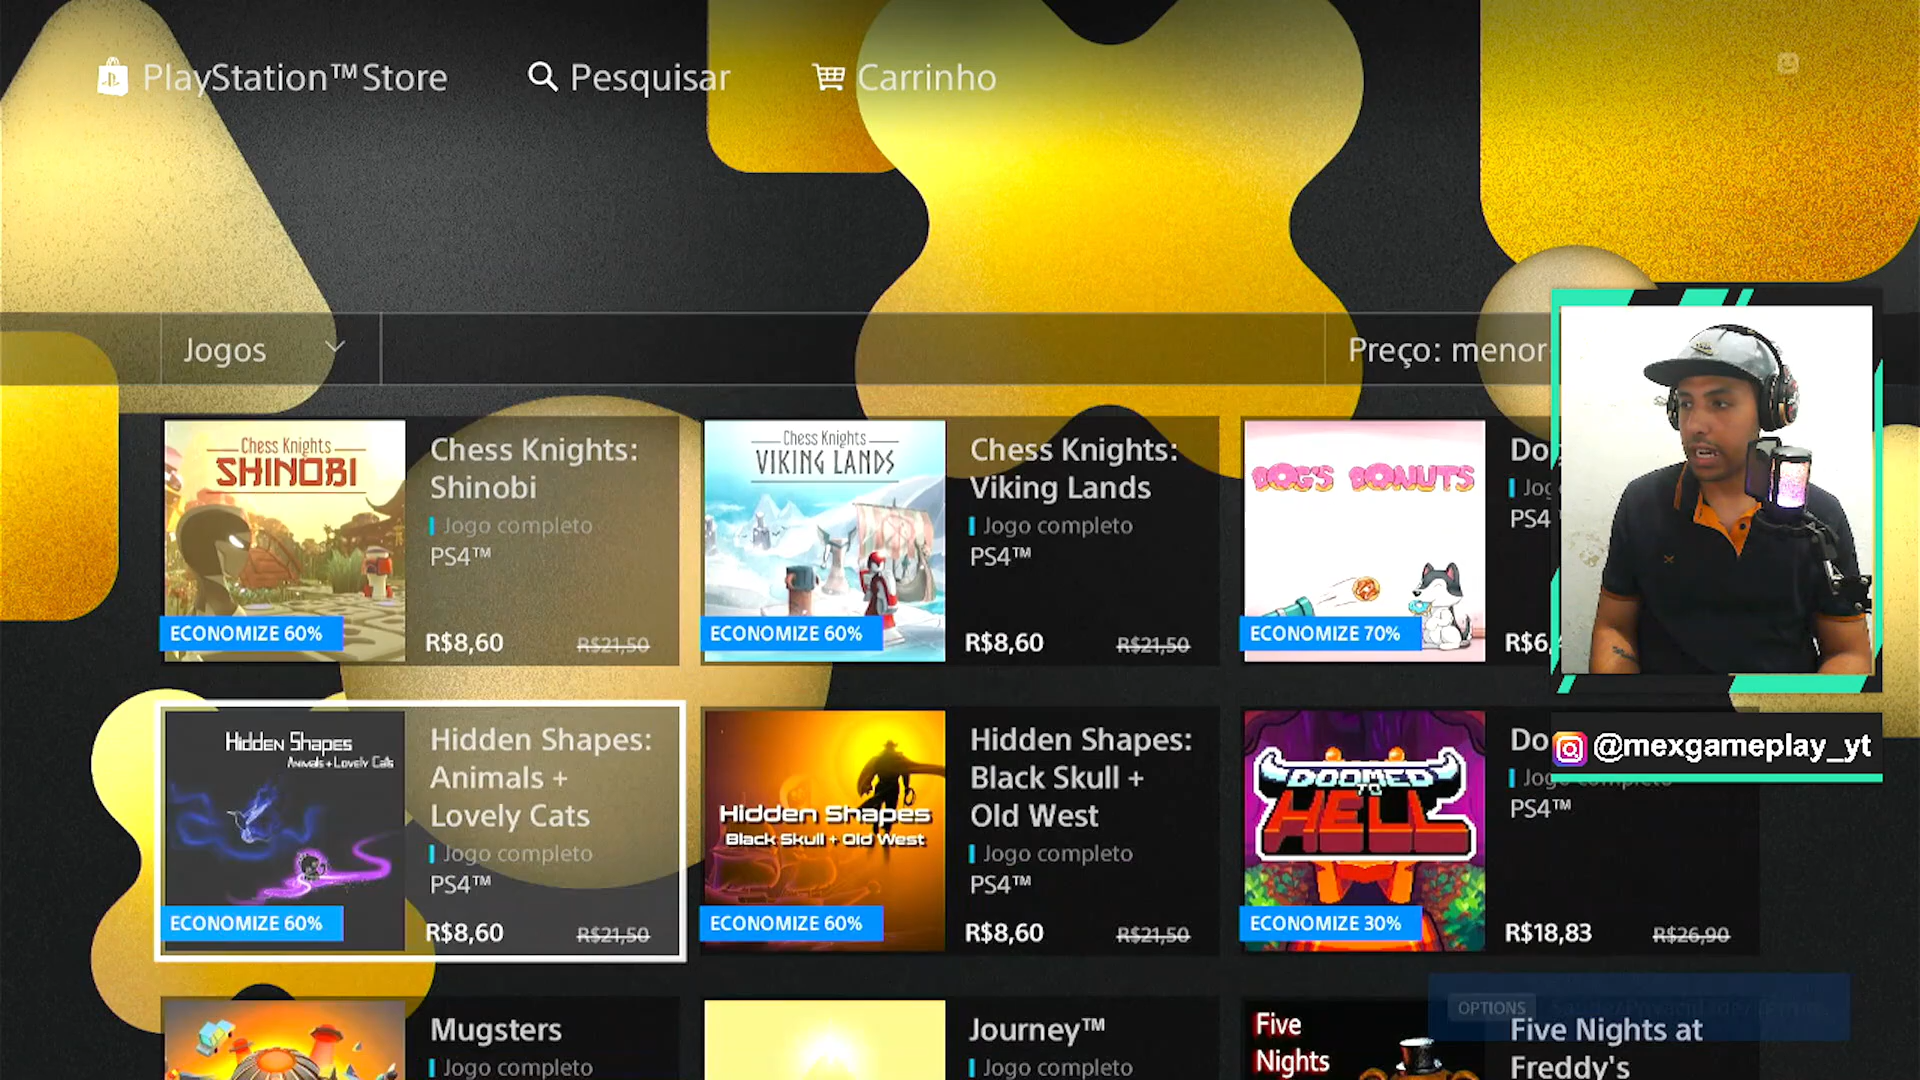 PlayStation™Store
Pesquisar
Carrinho
Jogos
Preço: menor
Chess Knights
SHINOBI
ECONOMIZE 60%
Chess Knights:
Shinobi
Jogo completo
PS4™
R$8,60
R$21,50
Chess Knights
VIKING LANDS
ECONOMIZE 60%
Chess Knights:
Viking Lands
Jogo completo
PS4™
R$8,60
R$21,50
DOG'S DONUTS
ECONOMIZE 70%
PS4
Hidden Shapes
Animals + Lovely Cats
ECONOMIZE 60%
Hidden Shapes:
Animals +
Lovely Cats
Jogo completo
PS4™
R$8,60
R$21,50
Hidden Shapes
Black Skull + Old West
ECONOMIZE 60%
Hidden Shapes:
Black Skull +
Old West
Jogo completo
PS4™
R$8,60
R$21,50
DOOMED
TO
HELL
ECONOMIZE 30%
@mexgameplay_yt
PS4™
R$18,83
R$26,90
Mugsters
Jogo completo
Journey™
Jogo completo
Five
Nights
OPTIONS
Five Nights at
Freddy's